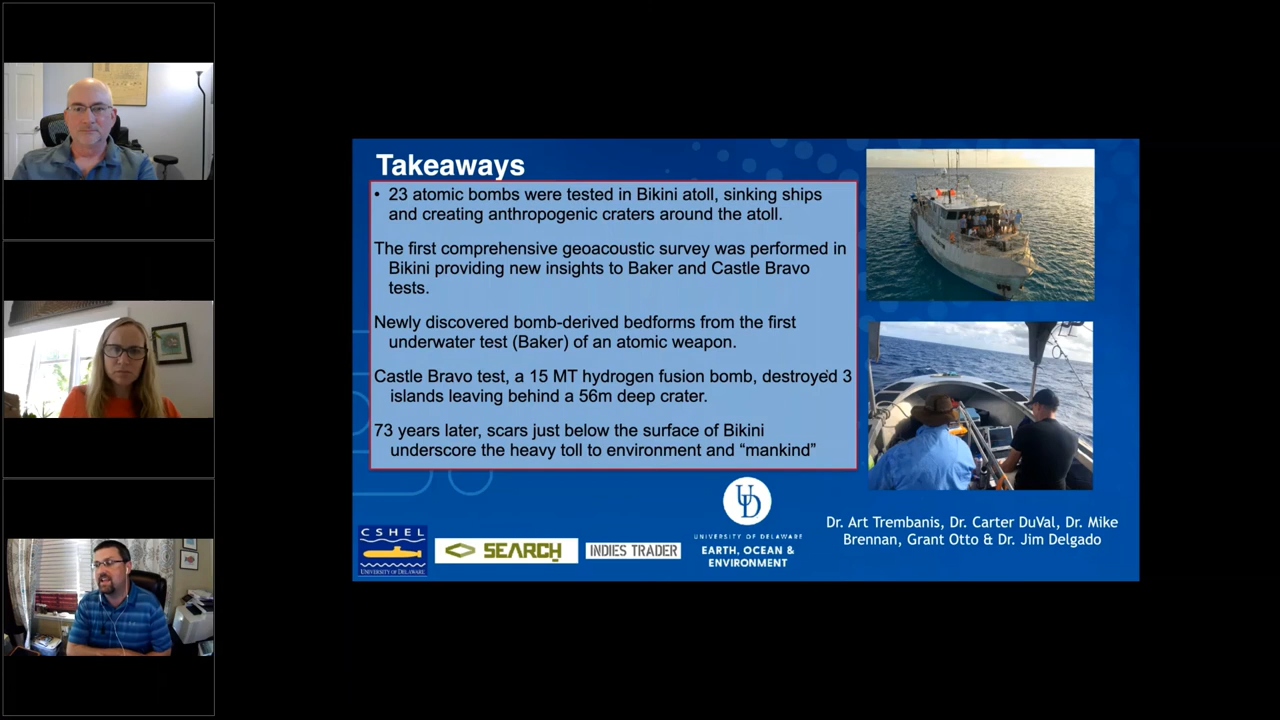 Takeaways
• 23 atomic bombs were tested in Bikini atoll, sinking ships
and creating anthropogenic craters around the atoll.
The first comprehensive geoacoustic survey was performed in
Bikini providing new insights to Baker and Castle Bravo
tests.
Newly discovered bomb-derived bedforms from the first
underwater test (Baker) of an atomic weapon.
Castle Bravo test, a 15 MT hydrogen fusion bomb, destroyed 3
islands leaving behind a 56m deep crater.
73 years later, scars just below the surface of Bikini
underscore the heavy toll to environment and “mankind”
CSHEL
UNIVERSITY OF DELAWARE
SEARCH
INDIES TRADER
UD
UNIVERSITY OF DELAWARE
EARTH, OCEAN &
ENVIRONMENT
Dr. Art Trembanis, Dr. Carter DuVal, Dr. Mike
Brennan, Grant Otto & Dr. Jim Delgado